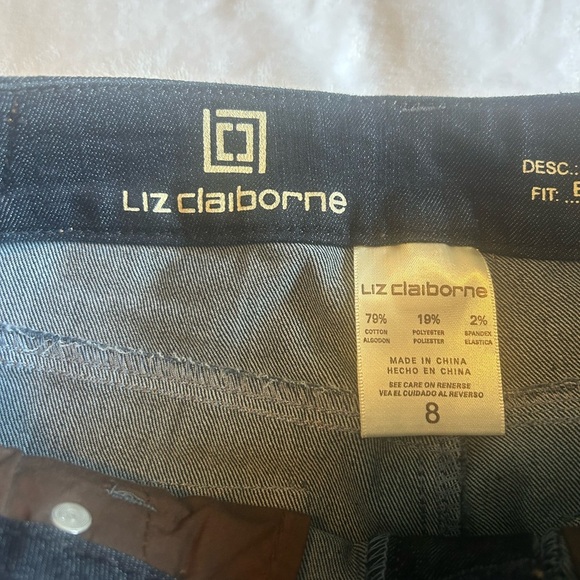 Liz claiborne
DESC.:
FIT:
Liz claiborne
79% 19% 2%
COTTON POLYESTER SPANDEX
ALGODON POLIESTER ELASTICA
MADE IN CHINA
HECHO EN CHINA
SEE CARE ON RENERSE
VEA EL CUIDADO AL REVERSO
8